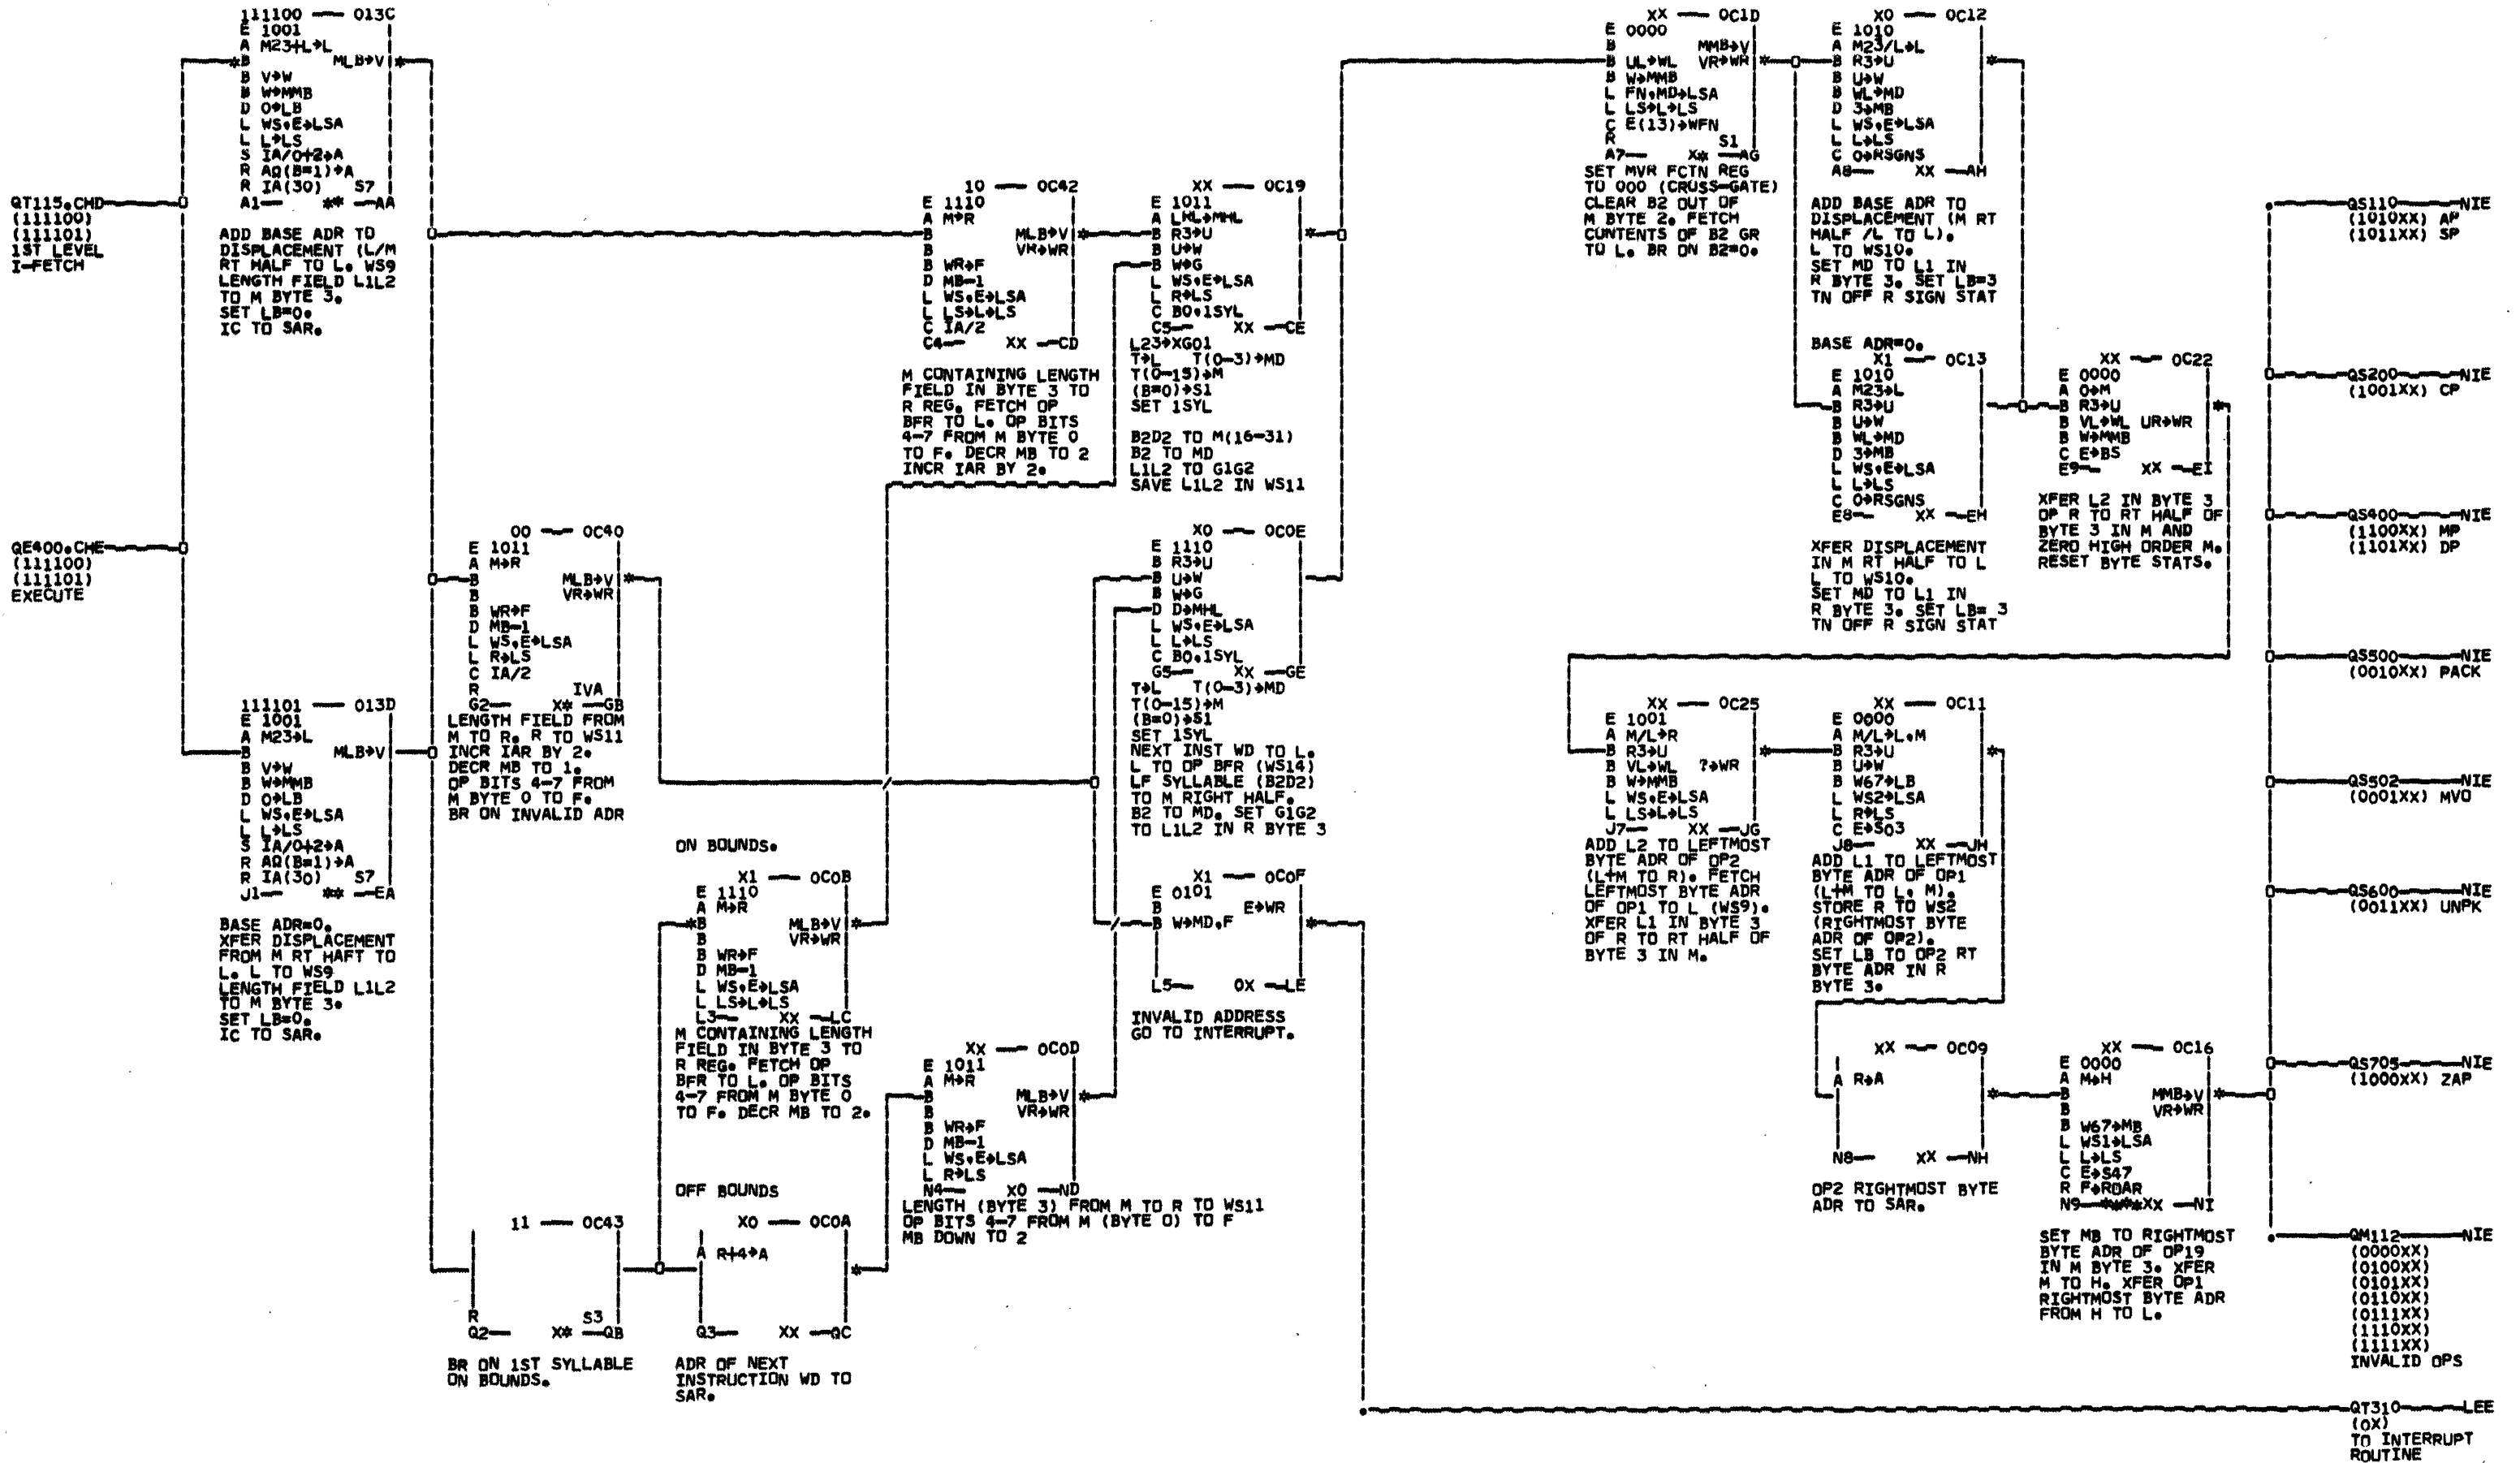 QT115.CHD
(111100)
(111101)
1ST LEVEL
I-FETCH
QE400.CHE
(111100)
(111101)
EXECUTE
111100 — 013C
E 1001
A M23+L→L
*B MLB→V *
B V→W
B W→MMB
D 0→LB
L WS,E→LSA
L L→LS
S IA/0+2→A
R AΩ(B=1)→A
R IA(30) S7
A1— ** —AA
ADD BASE ADR TO
DISPLACEMENT (L/M
RT HALF TO L. WS9
LENGTH FIELD L1L2
TO M BYTE 3.
SET LB=0.
IC TO SAR.
111101 — 013D
E 1001
A M23→L
B MLB→V
B V→W
B W→MMB
D 0→LB
L WS,E→LSA
L L→LS
S IA/0+2→A
R AΩ(B=1)→A
R IA(30) S7
J1— ** —EA
BASE ADR=0.
XFER DISPLACEMENT
FROM M RT HAFT TO
L. L TO WS9
LENGTH FIELD L1L2
TO M BYTE 3.
SET LB=0.
IC TO SAR.
00 — 0C40
E 1011
A M→R
B MLB→V *
B VR→WR
B WR→F
D MB-1
L WS,E→LSA
L R→LS
C IA/2
R IVA
G2— X* —GB
LENGTH FIELD FROM
M TO R. R TO WS11
INCR IAR BY 2.
DECR MB TO 1.
OP BITS 4-7 FROM
M BYTE 0 TO F.
BR ON INVALID ADR
11 — 0C43
R S3
Q2— X* —QB
BR ON 1ST SYLLABLE
ON BOUNDS.
ON BOUNDS.
X1 — 0C0B
E 1110
A M→R
*B MLB→V *
B VR→WR
B WR→F
D MB-1
L WS,E→LSA
L LS→L→LS
L3— XX —LC
M CONTAINING LENGTH
FIELD IN BYTE 3 TO
R REG. FETCH OP
BFR TO L. OP BITS
4-7 FROM M BYTE 0
TO F. DECR MB TO 2.
OFF BOUNDS
X0 — 0C0A
A R+4→A
*
Q3— XX —QC
ADR OF NEXT
INSTRUCTION WD TO
SAR.
10 — 0C42
E 1110
A M→R
B MLB→V *
B VR→WR
B WR→F
D MB-1
L WS,E→LSA
L LS→L→LS
C IA/2
C4— XX —CD
M CONTAINING LENGTH
FIELD IN BYTE 3 TO
R REG. FETCH OP
BFR TO L. OP BITS
4-7 FROM M BYTE 0
TO F. DECR MB TO 2
INCR IAR BY 2.
XX — 0C0D
E 1011
A M→R
B MLB→V *
B VR→WR
B WR→F
D MB-1
L WS,E→LSA
L R→LS
N4— X0 —ND
LENGTH (BYTE 3) FROM M TO R TO WS11
OP BITS 4-7 FROM M (BYTE 0) TO F
MB DOWN TO 2
XX — 0C19
E 1011
A LHL→MHL
B R3→U *
B U→W
B W→G
L WS,E→LSA
L R→LS
C B0,1SYL
C5— XX —CE
L23→XG01
T→L T(0-3)→MD
T(0-15)→M
(B=0)→S1
SET 1SYL
B2D2 TO M(16-31)
B2 TO MD
L1L2 TO G1G2
SAVE L1L2 IN WS11
X0 — 0C0E
E 1110
B R3→U
B U→W
B W→G
D D→MHL
L WS,E→LSA
L L→LS
C B0,1SYL
G5— XX —GE
T→L T(0-3)→MD
T(0-15)→M
(B=0)→S1
SET 1SYL
NEXT INST WD TO L.
L TO OP BFR (WS14)
LF SYLLABLE (B2D2)
TO M RIGHT HALF.
B2 TO MD. SET G1G2
TO L1L2 IN R BYTE 3
X1 — 0C0F
E 0101
B E→WR
B W→MD,F *
L5— 0X —LE
INVALID ADDRESS
GO TO INTERRUPT.
XX — 0C1D
E 0000
B MMB→V
B UL→WL VR→WR *
B W→MMB
L FN,MD→LSA
L LS→L→LS
C E(13)→WFN
R S1
A7— X* —AG
SET MVR FCTN REG
TO 000 (CROSS-GATE)
CLEAR B2 OUT OF
M BYTE 2. FETCH
CONTENTS OF B2 GR
TO L. BR ON B2=0.
X0 — 0C12
E 1010
A M23/L→L
B R3→U *
B U→W
B WL→MD
D 3→MB
L WS,E→LSA
L L→LS
C 0→RSGNS
A8— XX —AH
ADD BASE ADR TO
DISPLACEMENT (M RT
HALF /L TO L).
L TO WS10.
SET MD TO L1 IN
R BYTE 3. SET LB=3
TN OFF R SIGN STAT
BASE ADR=0.
X1 — 0C13
E 1010
A M23→L
B R3→U
B U→W
B WL→MD
D 3→MB
L WS,E→LSA
L L→LS
C 0→RSGNS
E8— XX —EH
XFER DISPLACEMENT
IN M RT HALF TO L
L TO WS10.
SET MD TO L1 IN
R BYTE 3. SET LB= 3
TN OFF R SIGN STAT
XX — 0C22
E 0000
A 0→M
B R3→U *
B VL→WL UR→WR
B W→MMB
C E→BS
E9— XX —EI
XFER L2 IN BYTE 3
OP R TO RT HALF OF
BYTE 3 IN M AND
ZERO HIGH ORDER M.
RESET BYTE STATS.
XX — 0C25
E 1001
A M/L→R
B R3→U *
B VL→WL ?→WR
B W→MMB
L WS,E→LSA
L LS→L→LS
J7— XX —JG
ADD L2 TO LEFTMOST
BYTE ADR OF OP2
(L+M TO R). FETCH
LEFTMOST BYTE ADR
OF OP1 TO L (WS9).
XFER L1 IN BYTE 3
OF R TO RT HALF OF
BYTE 3 IN M.
XX — 0C11
E 0000
A M/L→L,M
B R3→U *
B U→W
B W67→LB
L WS2→LSA
L R→LS
C E→S03
J8— XX —JH
ADD L1 TO LEFTMOST
BYTE ADR OF OP1
(L+M TO L, M).
STORE R TO WS2
(RIGHTMOST BYTE
ADR OF OP2).
SET LB TO OP2 RT
BYTE ADR IN R
BYTE 3.
XX — 0C09
A R→A
*
N8— XX —NH
OP2 RIGHTMOST BYTE
ADR TO SAR.
XX — 0C16
E 0000
A M→H
B MMB→V *
B VR→WR
B W67→MB
L WS1→LSA
L L→LS
C E→S47
R F→ROAR
N9—****XX —NI
SET MB TO RIGHTMOST
BYTE ADR OF OP19
IN M BYTE 3. XFER
M TO H. XFER OP1
RIGHTMOST BYTE ADR
FROM H TO L.
QS110—NIE
(1010XX) AP
(1011XX) SP
QS200—NIE
(1001XX) CP
QS400—NIE
(1100XX) MP
(1101XX) DP
QS500—NIE
(0010XX) PACK
QS502—NIE
(0001XX) MVO
QS600—NIE
(0011XX) UNPK
QS705—NIE
(1000XX) ZAP
QM112—NIE
(0000XX)
(0100XX)
(0101XX)
(0110XX)
(0111XX)
(1110XX)
(1111XX)
INVALID OPS
QT310—LEE
(0X)
TO INTERRUPT
ROUTINE